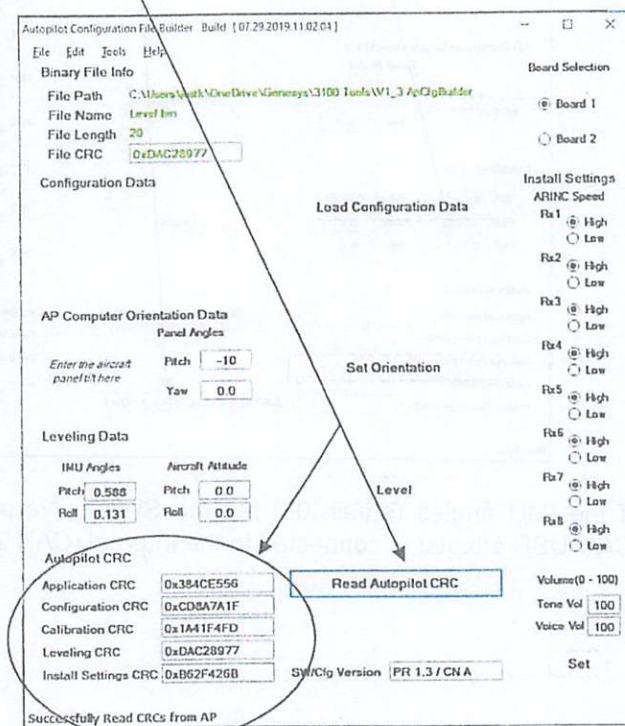 Autopilot Configuration File Builder Build [07.29.2019.11.02.04]
File Edit Tools Help
Binary File Info
File Path C:\Users\ \OneDrive\Genesys\3100 Tools\V1_3 ApCfgBuilder
File Name Level.bin
File Length 20
File CRC 0xDAC28977
Board Selection
Board 1
Board 2
Configuration Data
Load Configuration Data
Install Settings
ARINC Speed
Rx1 High
Low
Rx2 High
Low
Rx3 High
Low
Rx4 High
Low
Rx5 High
Low
Rx6 High
Low
Rx7 High
Low
Rx8 High
Low
AP Computer Orientation Data
Panel Angles
Enter the aircraft
panel tilt here
Pitch -10
Yaw 0.0
Set Orientation
Leveling Data
IMU Angles Aircraft Attitude
Pitch 0.588 Pitch 0.0
Roll 0.131 Roll 0.0
Level
Autopilot CRC
Application CRC 0x384CE556
Configuration CRC 0xCD8A7A1F
Calibration CRC 0x1A41F4FD
Leveling CRC 0xDAC28977
Install Settings CRC 0xB62F426B
Read Autopilot CRC
SW/Cfg Version PR 1.3 / CN A
Volume(0 - 100)
Tone Vol 100
Voice Vol 100
Set
Successfully Read CRCs from AP